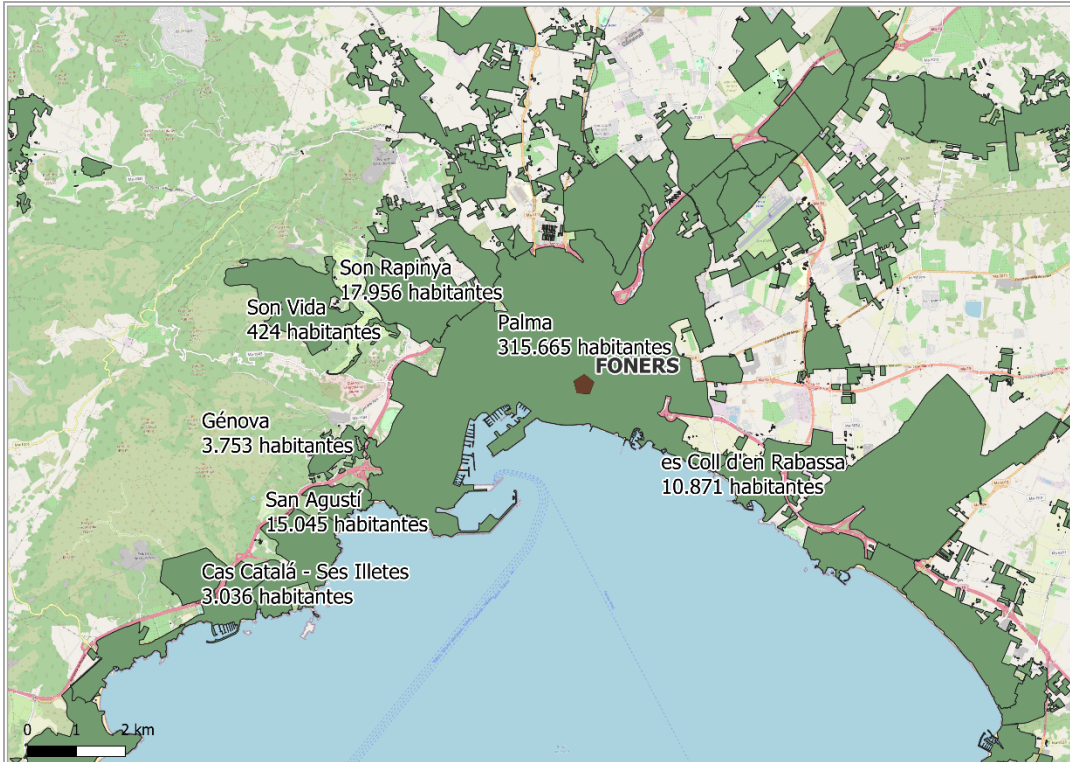 Son Rapinya
17.956 habitantes
Son Vida
424 habitantes
Palma
315.665 habitantes
FONERS
Génova
3.753 habitantes
es Coll d'en Rabassa
10.871 habitantes
San Agustí
15.045 habitantes
Cas Catalá - Ses Illetes
3.036 habitantes
0 1 2 km